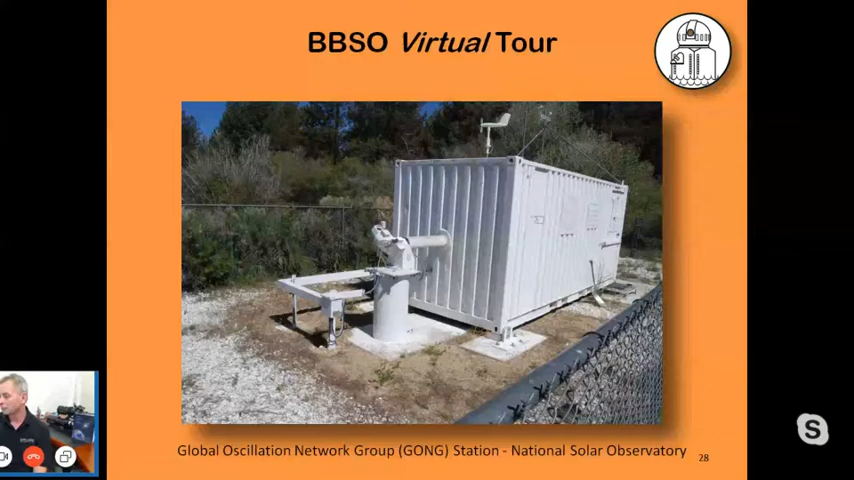 BBSO Virtual Tour
Global Oscillation Network Group (GONG) Station - National Solar Observatory
28
S